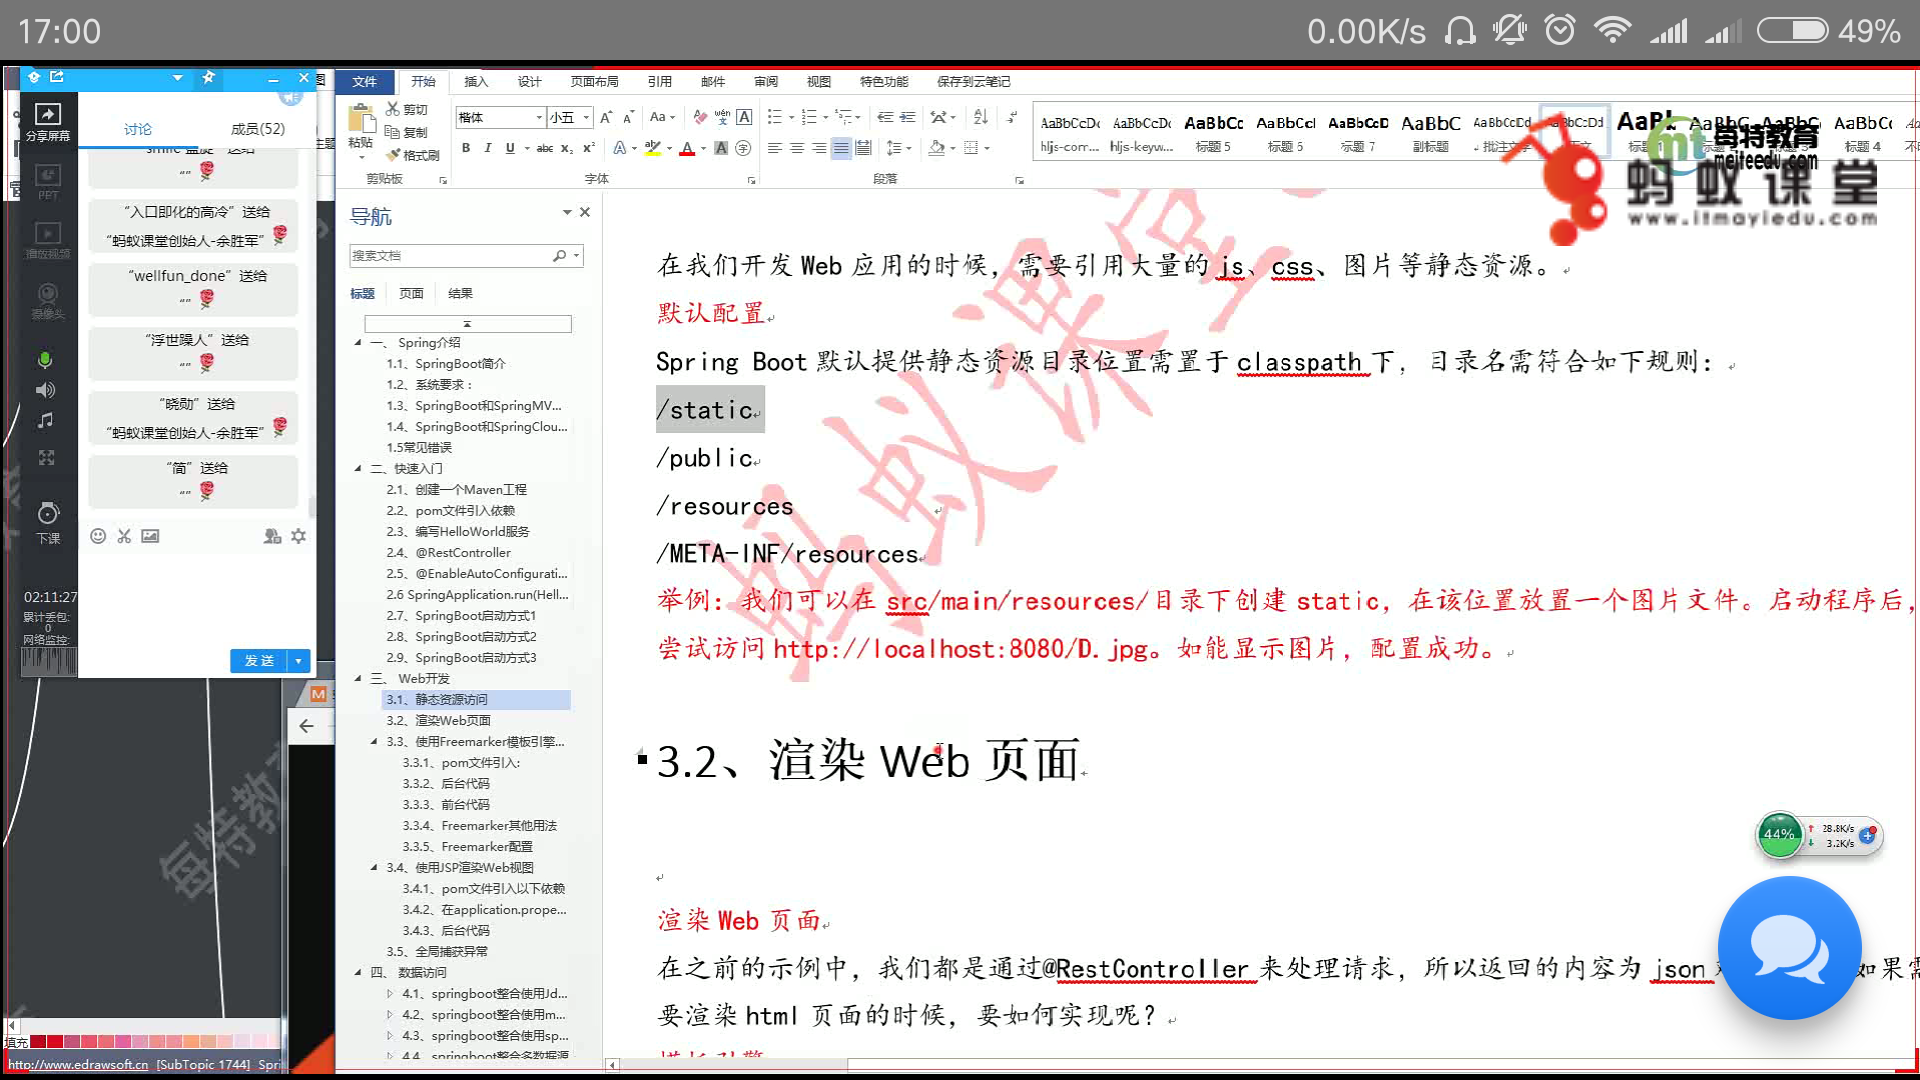 17:00
0.00K/s
49%
分享屏幕
PPT
播放视频
摄像头
下课
02:11:27
累计丢包:
0
网络监控:
讨论
成员(52)
“入口即化的高冷”送给
“蚂蚁课堂创始人-余胜军”
“wellfun_done”送给
“”
“浮世躁人”送给
“”
“晓勋”送给
“蚂蚁课堂创始人-余胜军”
“简”送给
“”
发送
文件 开始 插入 设计 页面布局 引用 邮件 审阅 视图 特色功能 保存到云笔记
粘贴
剪切
复制
格式刷
剪贴板
楷体
小五
字体
段落
AaBbCcDc AaBbCcDc AaBbCc AaBbCcI AaBbCcD AaBbC AaBbCcDd
hljs-corr... hljs-keyw... 标题 5 标题 6 标题 7 副标题 批注文字
AaBbCc
标题 4
每特教育
meiteedu.com
蚂蚁课堂
www.itmayiedu.com
导航
搜索文档
标题 页面 结果
一、 Spring介绍
1.1、SpringBoot简介
1.2、系统要求：
1.3、SpringBoot和SpringMV...
1.4、SpringBoot和SpringClou...
1.5常见错误
二、快速入门
2.1、创建一个Maven工程
2.2、pom文件引入依赖
2.3、编写HelloWorld服务
2.4、@RestController
2.5、@EnableAutoConfigurati...
2.6 SpringApplication.run(Hell...
2.7、SpringBoot启动方式1
2.8、SpringBoot启动方式2
2.9、SpringBoot启动方式3
三、 Web开发
3.1、静态资源访问
3.2、渲染Web页面
3.3、使用Freemarker模板引擎...
3.3.1、pom文件引入:
3.3.2、后台代码
3.3.3、前台代码
3.3.4、Freemarker其他用法
3.3.5、Freemarker配置
3.4、使用JSP渲染Web视图
3.4.1、pom文件引入以下依赖
3.4.2、在application.prope...
3.4.3、后台代码
3.5、全局捕获异常
四、 数据访问
4.1、springboot整合使用Jd...
4.2、springboot整合使用m...
4.3、springboot整合使用sp...
4.4、springboot整合多数据源
在我们开发 Web 应用的时候，需要引用大量的 js、css、图片等静态资源。
默认配置
Spring Boot 默认提供静态资源目录位置需置于 classpath 下，目录名需符合如下规则：
/static
/public
/resources
/META-INF/resources
举例：我们可以在 src/main/resources/目录下创建 static，在该位置放置一个图片文件。启动程序后，
尝试访问 http://localhost:8080/D.jpg。如能显示图片，配置成功。
3.2、渲染 Web 页面
渲染 Web 页面
在之前的示例中，我们都是通过@RestController 来处理请求，所以返回的内容为 json 如果需
要渲染 html 页面的时候，要如何实现呢？
模板引擎
蚂蚁课堂
每特教
44%
28.8K/s
3.2K/s
填充
http://www.edrawsoft.cn [SubTopic 1744] Spri